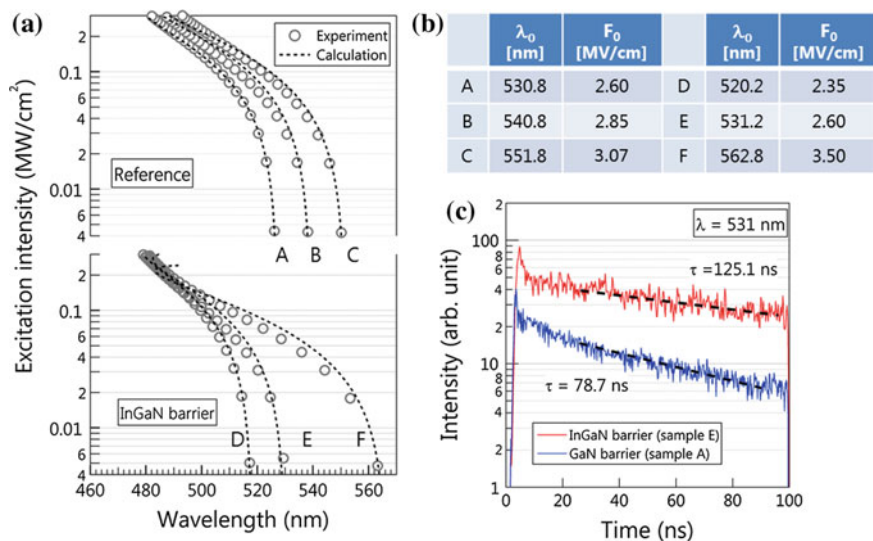 (a)
Excitation intensity (MW/cm²)
Experiment
Calculation
Reference
2
0.1
8
6
4
2
0.01
8
6
4
A B C
2
0.1
8
6
4
2
0.01
8
6
4
InGaN barrier
D E F
460 480 500 520 540 560
Wavelength (nm)
(b)
λ₀ [nm] F₀ [MV/cm] λ₀ [nm] F₀ [MV/cm]
A 530.8 2.60 D 520.2 2.35
B 540.8 2.85 E 531.2 2.60
C 551.8 3.07 F 562.8 3.50
(c)
Intensity (arb. unit)
2
100
8
6
4
2
10
8
6
4
2
1
λ = 531 nm
τ =125.1 ns
τ = 78.7 ns
InGaN barrier (sample E)
GaN barrier (sample A)
0 20 40 60 80 100
Time (ns)